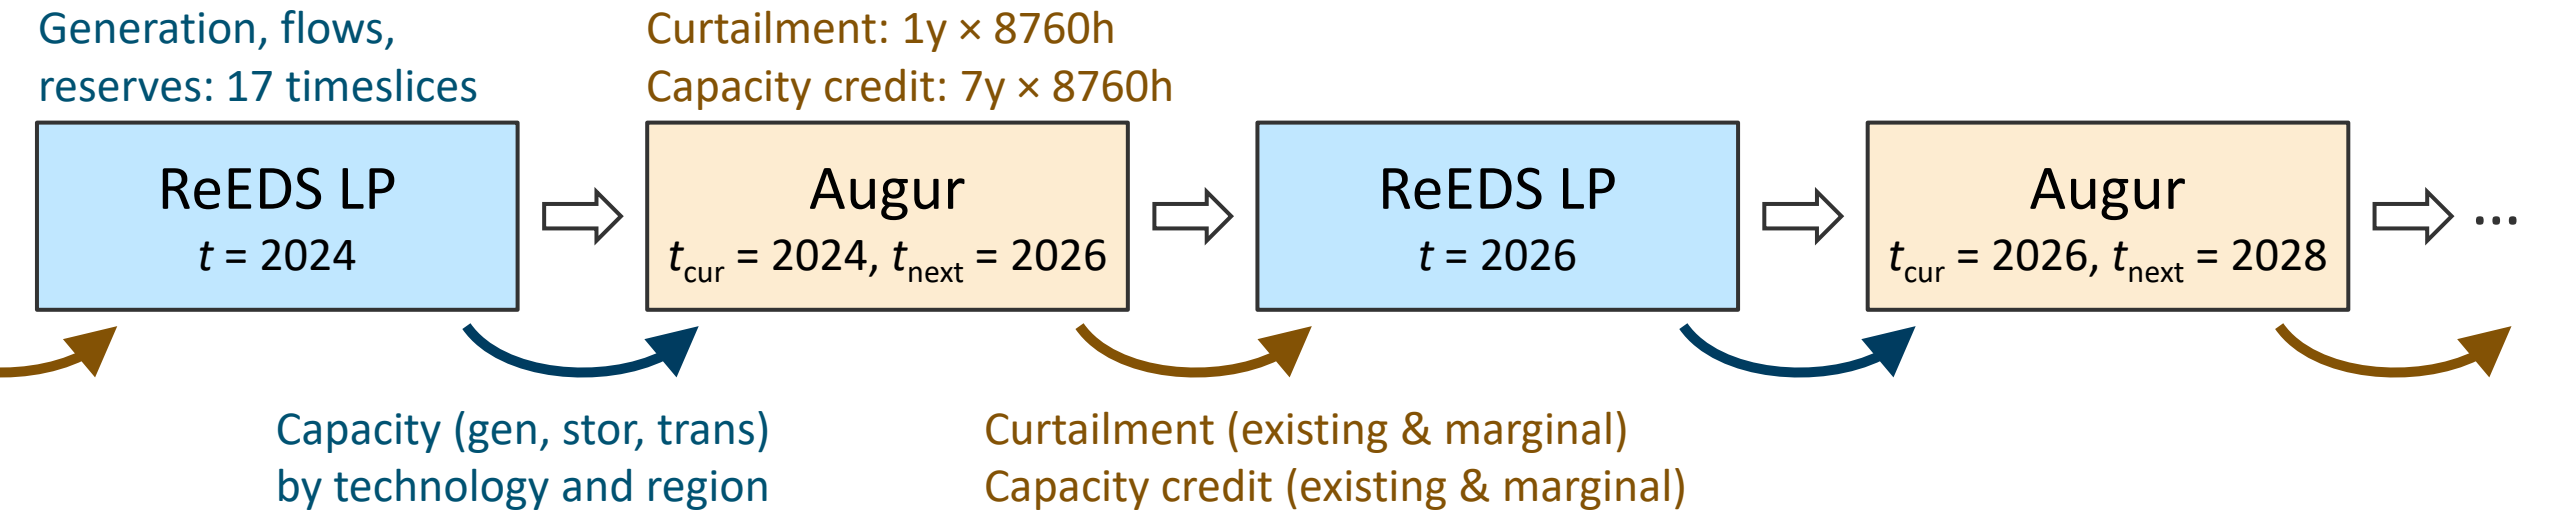 Generation, flows,
reserves: 17 timeslices
Curtailment: 1y × 8760h
Capacity credit: 7y × 8760h
ReEDS LP
t = 2024
Augur
tcur = 2024, tnext = 2026
ReEDS LP
t = 2026
Augur
tcur = 2026, tnext = 2028
...
Capacity (gen, stor, trans)
by technology and region
Curtailment (existing & marginal)
Capacity credit (existing & marginal)